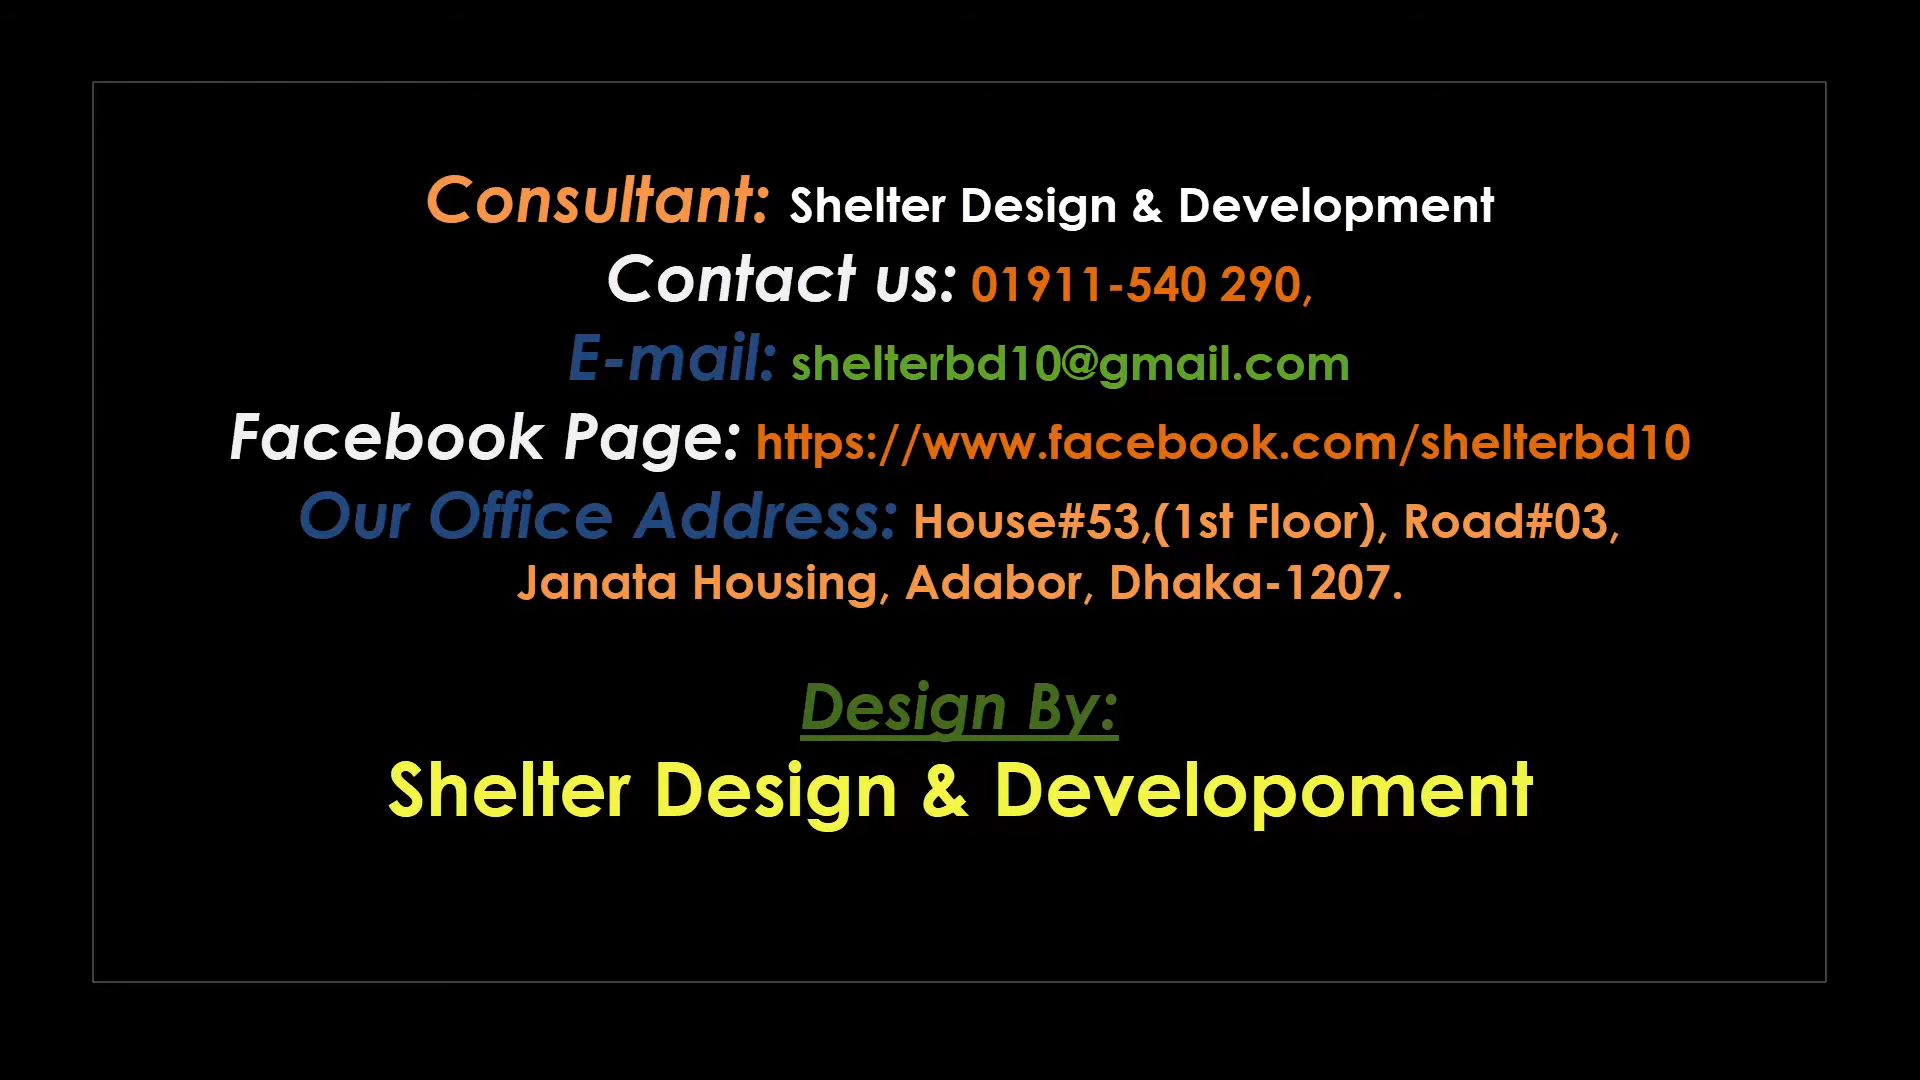 Consultant: Shelter Design & Development
Contact us: 01911-540 290,
E-mail: shelterbd10@gmail.com
Facebook Page: https://www.facebook.com/shelterbd10
Our Office Address: House#53,(1st Floor), Road#03,
Janata Housing, Adabor, Dhaka-1207.
Design By:
Shelter Design & Developoment